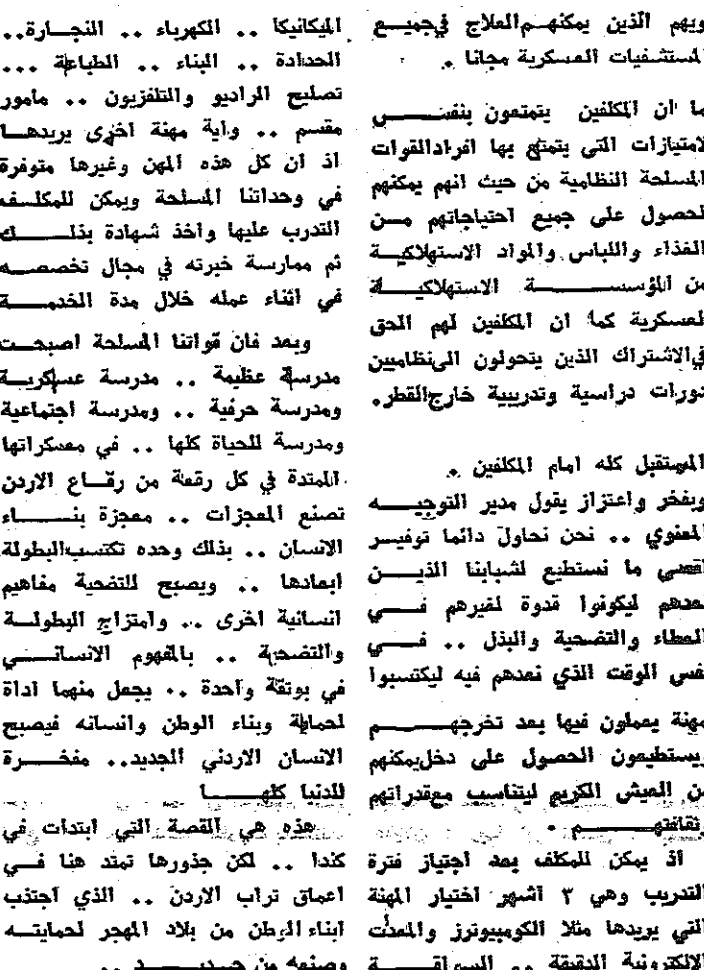 ويهم الذين يمكنهم العلاج في جميع
المستشفيات العسكرية مجانا .
كما ان المكلفين يتمتعون بنفس
الامتيازات التي يتمتع بها افراد القوات
المسلحة النظامية من حيث انهم يمكنهم
الحصول على جميع احتياجاتهم من
الغذاء واللباس والمواد الاستهلاكية
من المؤسسة الاستهلاكية
العسكرية كما ان المكلفين لهم الحق
في الاشتراك الذين يتحولون الى نظاميين
بدورات دراسية وتدريبية خارج القطر.
المستقبل كله امام المكلفين .
وبفخر واعتزاز يقول مدير التوجيه
المعنوي .. نحن نحاول دائما توفير
اقصى ما نستطيع لشبابنا الذين
نعدهم ليكونوا قدوة لغيرهم في
العطاء والتضحية والبذل .. في
نفس الوقت الذي نعدهم فيه ليكتسبوا
مهنة يعملون فيها بعد تخرجهم
ويستطيعون الحصول على دخل يمكنهم
من العيش الكريم ليتناسب مع قدراتهم
وثقافتهم .
اذ يمكن للمكلف بعد اجتياز فترة
التدريب وهي ٣ اشهر اختيار المهنة
التي يريدها مثلا الكومبيوترز والمعدات
الالكترونية الدقيقة .. السواقة
الميكانيكا .. الكهرباء .. النجارة..
الحدادة .. البناء .. الطباعة ...
تصليح الراديو والتلفزيون .. مامور
مقسم .. واية مهنة اخرى يريدها
اذ ان كل هذه المهن وغيرها متوفرة
في وحداتنا المسلحة ويمكن للمكلف
التدرب عليها واخذ شهادة بذلك
ثم ممارسة خبرته في مجال تخصصه
في اثناء عمله خلال مدة الخدمة
وبعد فان قواتنا المسلحة اصبحت
مدرسة عظيمة .. مدرسة عسكرية
ومدرسة حرفية .. ومدرسة اجتماعية
ومدرسة للحياة كلها .. في معسكراتها
الممتدة في كل رقعة من رقاع الاردن
تصنع المعجزات .. معجزة بناء
الانسان .. بذلك وحده تكتسب البطولة
ابعادها .. ويصبح للتضحية مفاهيم
انسانية اخرى .. وامتزاج البطولة
والتضحية .. بالمفهوم الانساني
في بوتقة واحدة .. يجعل منهما اداة
لحماية وبناء الوطن وانسانه فيصبح
الانسان الاردني الجديد.. مفخرة
للدنيا كلها
هذه هي القصة التي ابتدات في
كندا .. لكن جذورها تمتد هنا في
اعماق تراب الاردن .. الذي اجتذب
ابناء الوطن من بلاد المهجر لحمايته
وصنعه من جديد ..